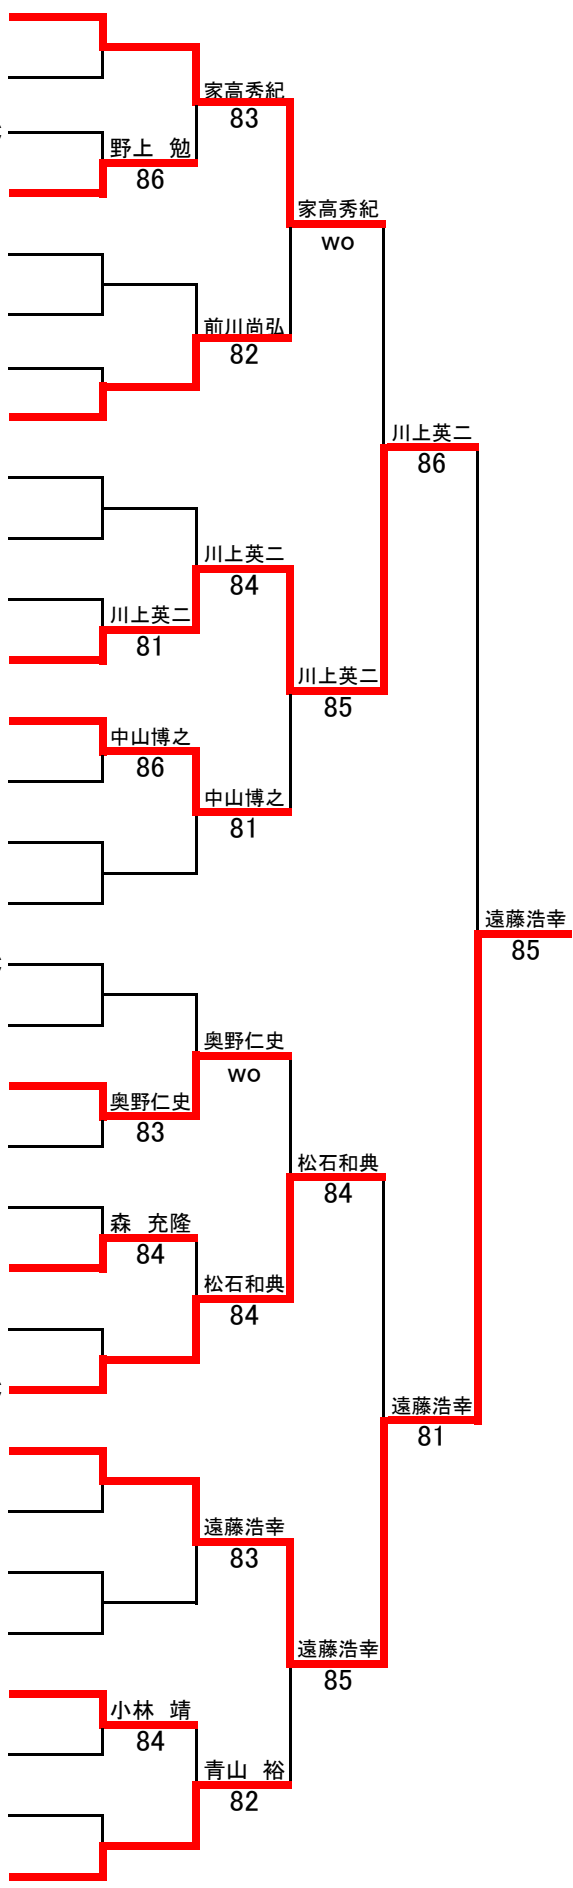 家高秀紀
83
野上　勉
86
家高秀紀
wo
前川尚弘
82
川上英二
86
川上英二
84
川上英二
81
川上英二
85
中山博之
86
中山博之
81
遠藤浩幸
85
奥野仁史
wo
奥野仁史
83
松石和典
84
森　充隆
84
松石和典
84
遠藤浩幸
81
遠藤浩幸
83
遠藤浩幸
85
小林　靖
84
青山　裕
82